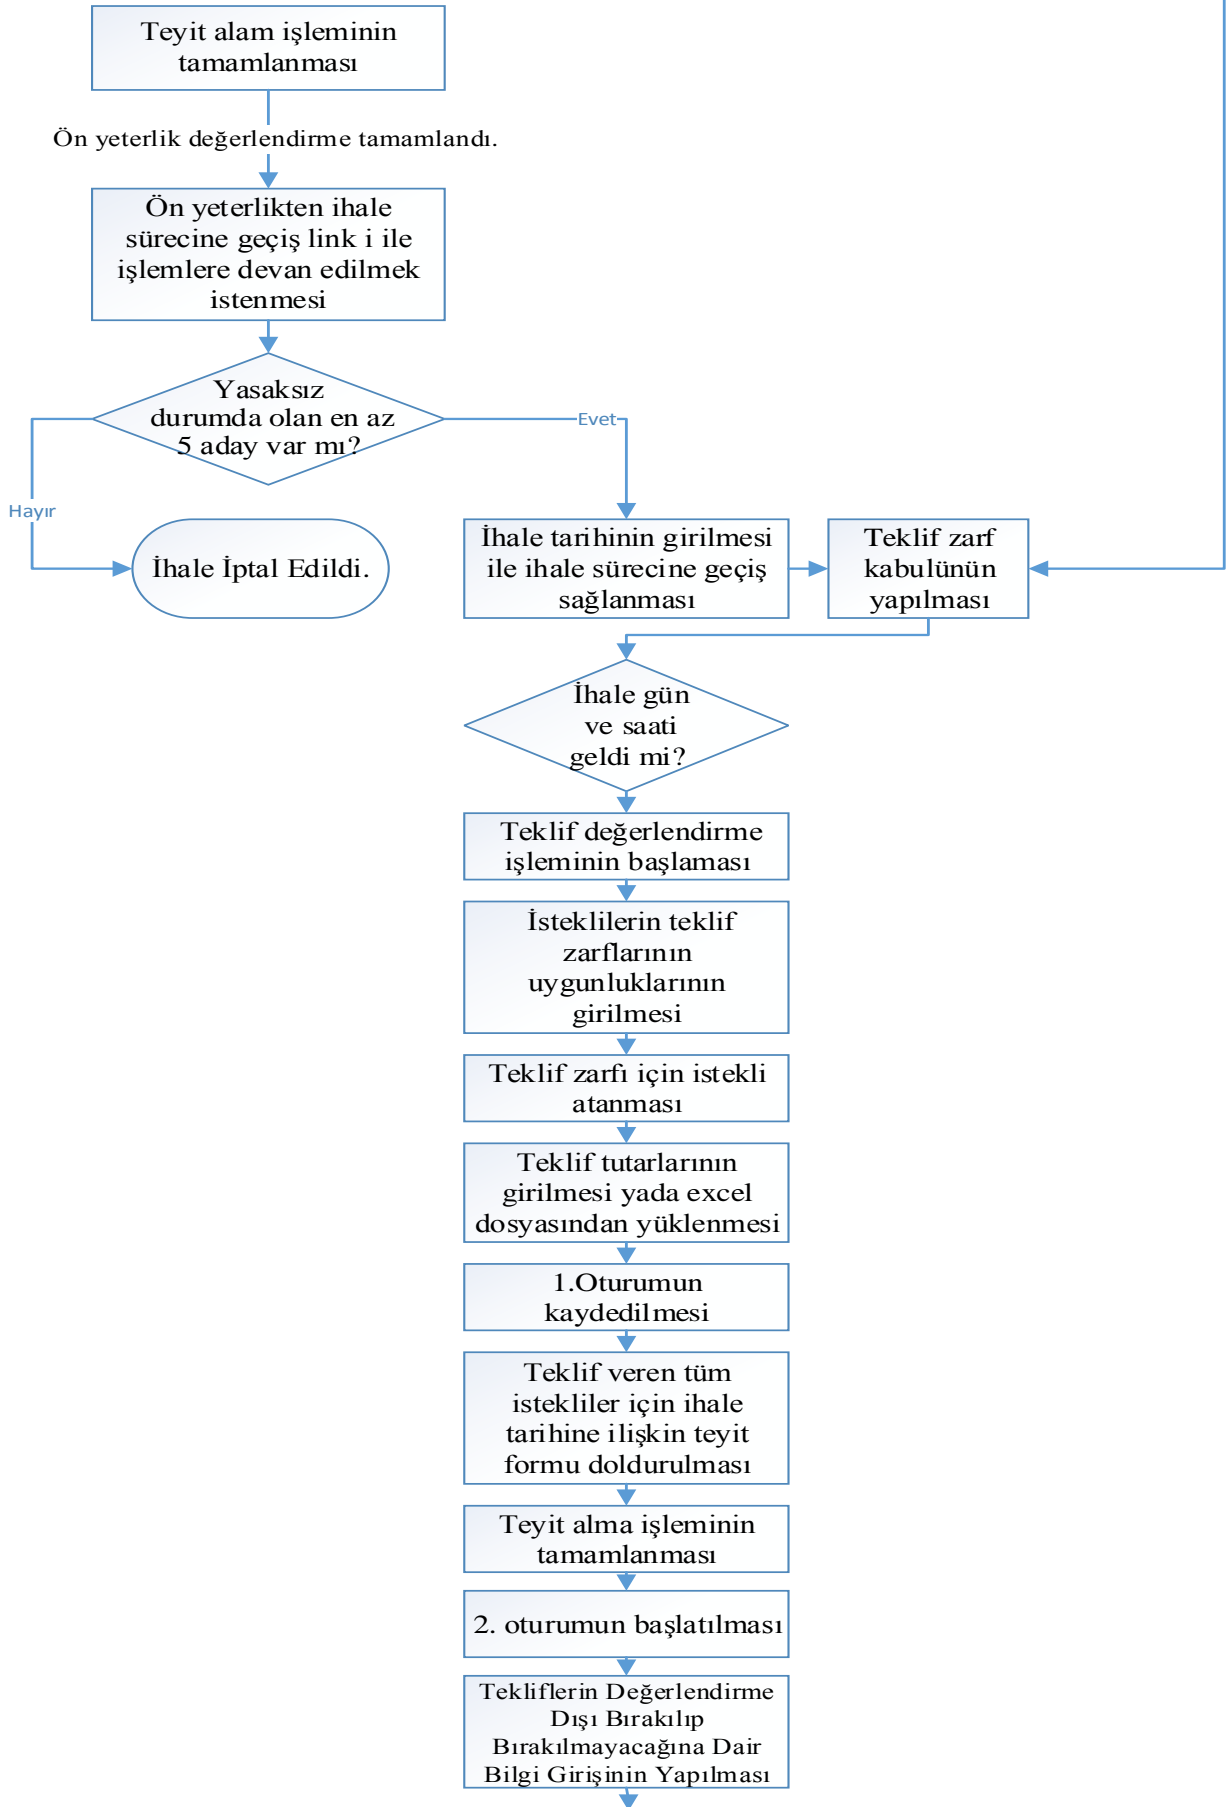 Teyit alam işleminin
tamamlanması
Ön yeterlik değerlendirme tamamlandı.
Ön yeterlikten ihale
sürecine geçiş link i ile
işlemlere devan edilmek
istenmesi
Yasaksız
durumda olan en az
5 aday var mı?
Evet
Hayır
İhale İptal Edildi.
İhale tarihinin girilmesi
ile ihale sürecine geçiş
sağlanması
Teklif zarf
kabulünün
yapılması
İhale gün
ve saati
geldi mi?
Teklif değerlendirme
işleminin başlaması
İsteklilerin teklif
zarflarının
uygunluklarının
girilmesi
Teklif zarfı için istekli
atanması
Teklif tutarlarının
girilmesi yada excel
dosyasından yüklenmesi
1.Oturumun
kaydedilmesi
Teklif veren tüm
istekliler için ihale
tarihine ilişkin teyit
formu doldurulması
Teyit alma işleminin
tamamlanması
2. oturumun başlatılması
Tekliflerin Değerlendirme
Dışı Bırakılıp
Bırakılmayacağına Dair
Bilgi Girişinin Yapılması